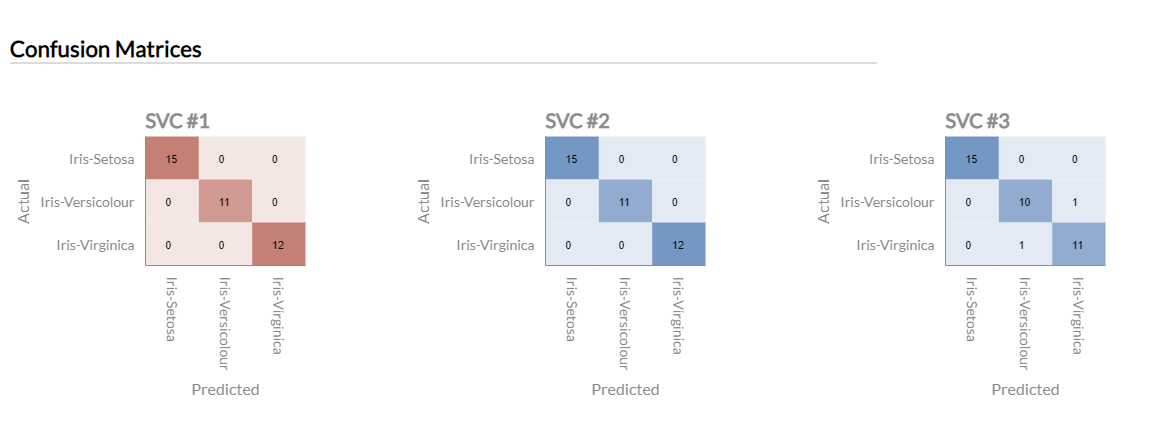 Confusion Matrices
SVC #1
SVC #2
SVC #3
Actual
Iris-Setosa 15 0 0
Iris-Versicolour 0 11 0
Iris-Virginica 0 0 12
Iris-Setosa
Iris-Versicolour
Iris-Virginica
Predicted
Actual
Iris-Setosa 15 0 0
Iris-Versicolour 0 11 0
Iris-Virginica 0 0 12
Iris-Setosa
Iris-Versicolour
Iris-Virginica
Predicted
Actual
Iris-Setosa 15 0 0
Iris-Versicolour 0 10 1
Iris-Virginica 0 1 11
Iris-Setosa
Iris-Versicolour
Iris-Virginica
Predicted